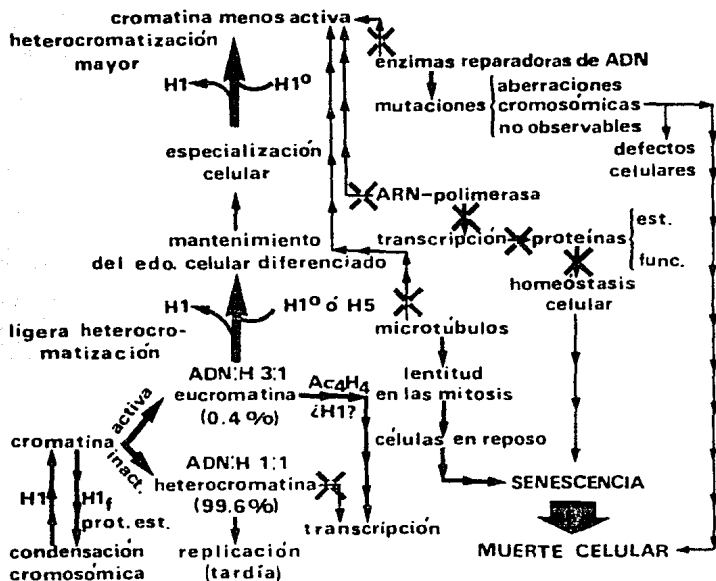 cromatina menos activa
heterocromatización
mayor
enzimas reparadoras de ADN
H1
H1°
mutaciones
aberraciones
cromosómicas
no observables
defectos
celulares
especialización
celular
ARN-polimerasa
transcripción
proteínas
est.
func.
mantenimiento
del edo. celular diferenciado
homeóstasis
celular
H1
H1° ó H5
microtúbulos
ligera heterocro-
matización
lentitud
en las mitosis
ADN:H 3:1
eucromatina
(0.4%)
Ac4H4
¿H1?
activa
cromatina
inact.
células en reposo
ADN:H 1:1
heterocromatina
(99.6%)
SENESCENCIA
H1
H1f
prot. est.
transcripción
condensación
cromosómica
replicación
(tardía)
MUERTE CELULAR